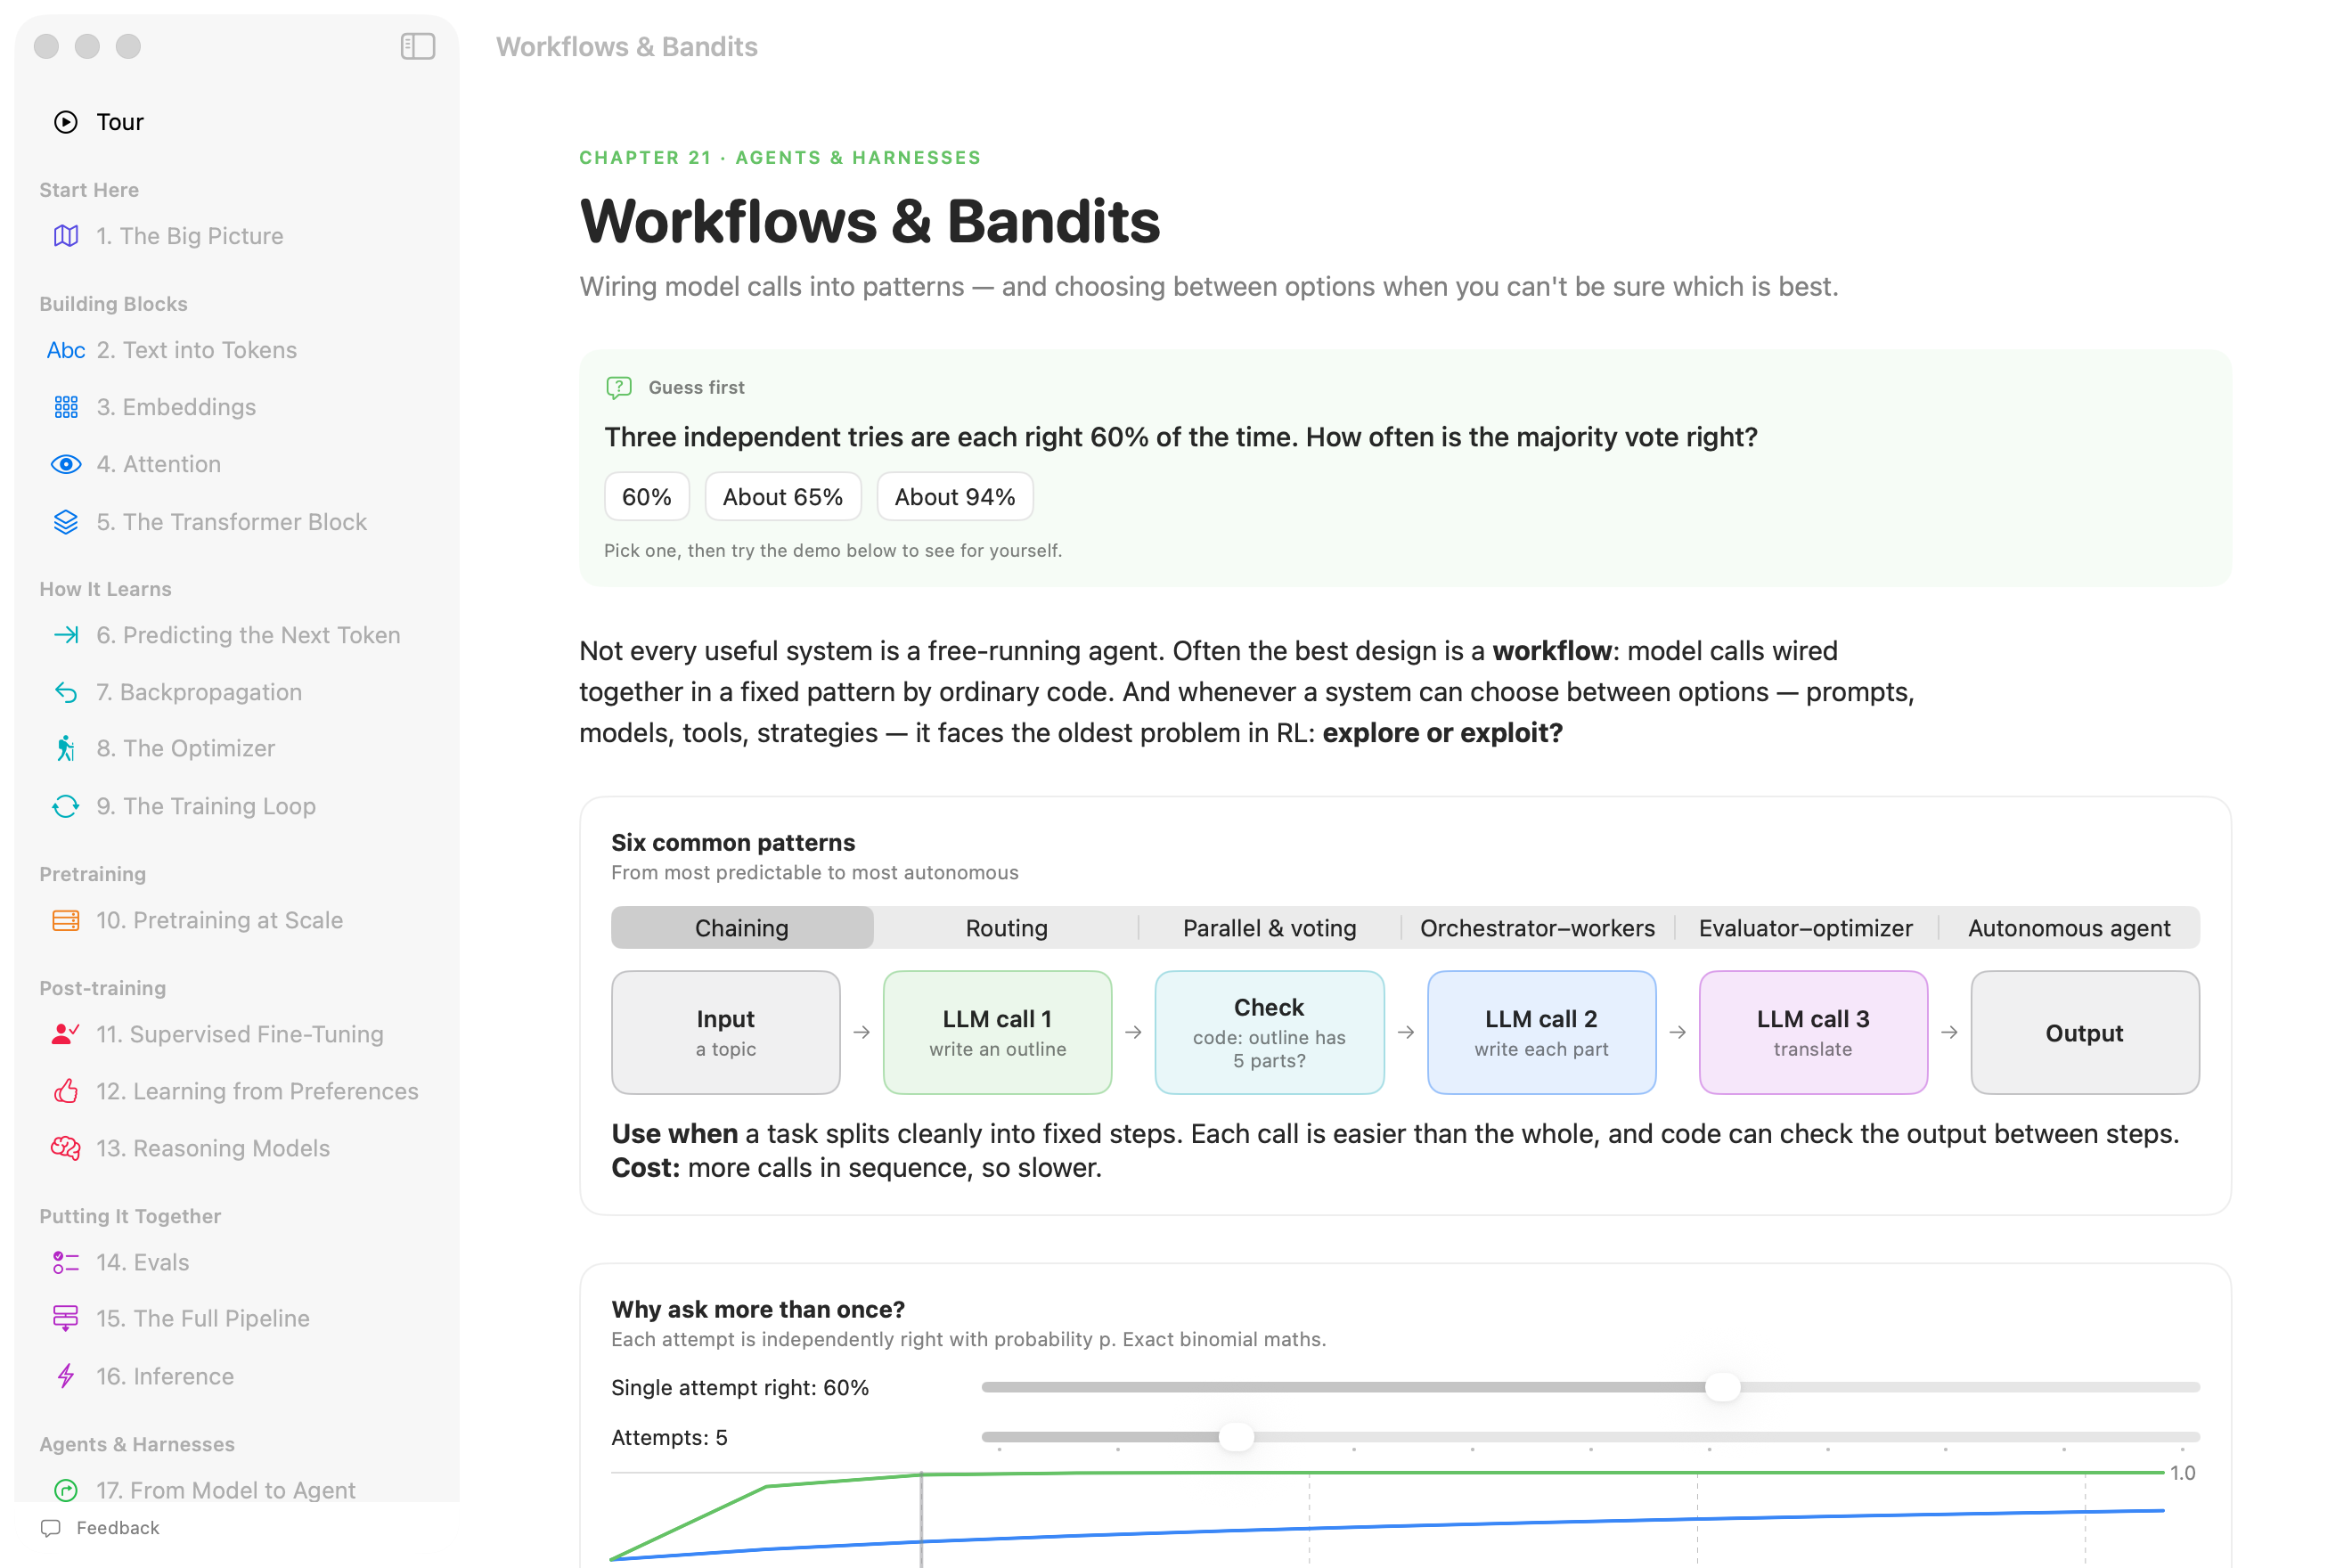 Workflows & Bandits
Tour
Start Here
1. The Big Picture
Building Blocks
Abc 2. Text into Tokens
3. Embeddings
4. Attention
5. The Transformer Block
How It Learns
6. Predicting the Next Token
7. Backpropagation
8. The Optimizer
9. The Training Loop
Pretraining
10. Pretraining at Scale
Post-training
11. Supervised Fine-Tuning
12. Learning from Preferences
13. Reasoning Models
Putting It Together
14. Evals
15. The Full Pipeline
16. Inference
Agents & Harnesses
17. From Model to Agent
Feedback
CHAPTER 21 · AGENTS & HARNESSES
Workflows & Bandits
Wiring model calls into patterns — and choosing between options when you can't be sure which is best.
Guess first
Three independent tries are each right 60% of the time. How often is the majority vote right?
60% About 65% About 94%
Pick one, then try the demo below to see for yourself.
Not every useful system is a free-running agent. Often the best design is a workflow: model calls wired
together in a fixed pattern by ordinary code. And whenever a system can choose between options — prompts,
models, tools, strategies — it faces the oldest problem in RL: explore or exploit?
Six common patterns
From most predictable to most autonomous
Chaining Routing Parallel & voting Orchestrator–workers Evaluator–optimizer Autonomous agent
Input
a topic
LLM call 1
write an outline
Check
code: outline has
5 parts?
LLM call 2
write each part
LLM call 3
translate
Output
Use when a task splits cleanly into fixed steps. Each call is easier than the whole, and code can check the output between steps.
Cost: more calls in sequence, so slower.
Why ask more than once?
Each attempt is independently right with probability p. Exact binomial maths.
Single attempt right: 60%
Attempts: 5
1.0